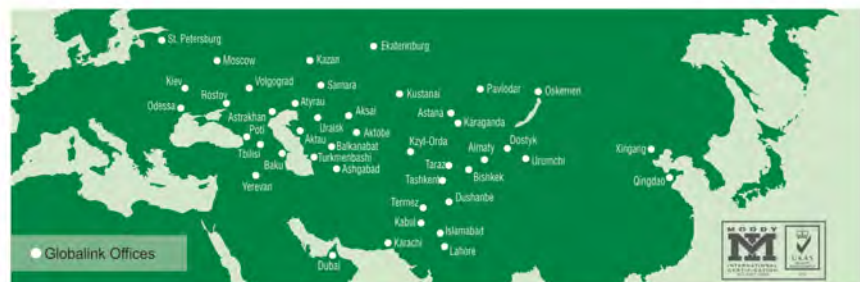 St. Petersburg
Ekaterinburg
Moscow
Kazan
Kiev
Volgograd
Samara
Kustanai
Pavlodar
Oskemen
Odessa
Rostov
Atyrau
Astrakhan
Aksai
Astana
Uralsk
Karaganda
Poti
Aktau
Aktobe
Kzyl-Orda
Dostyk
Xingang
Tbilisi
Balkanabat
Almaty
Baku
Turkmenbashi
Taraz
Urumchi
Yerevan
Ashgabad
Tashkent
Bishkek
Qingdao
Termez
Dushanbe
Kabul
Islamabad
Karachi
Lahore
Dubai
Globalink Offices
MOODY
INTERNATIONAL
CERTIFICATION
UKAS